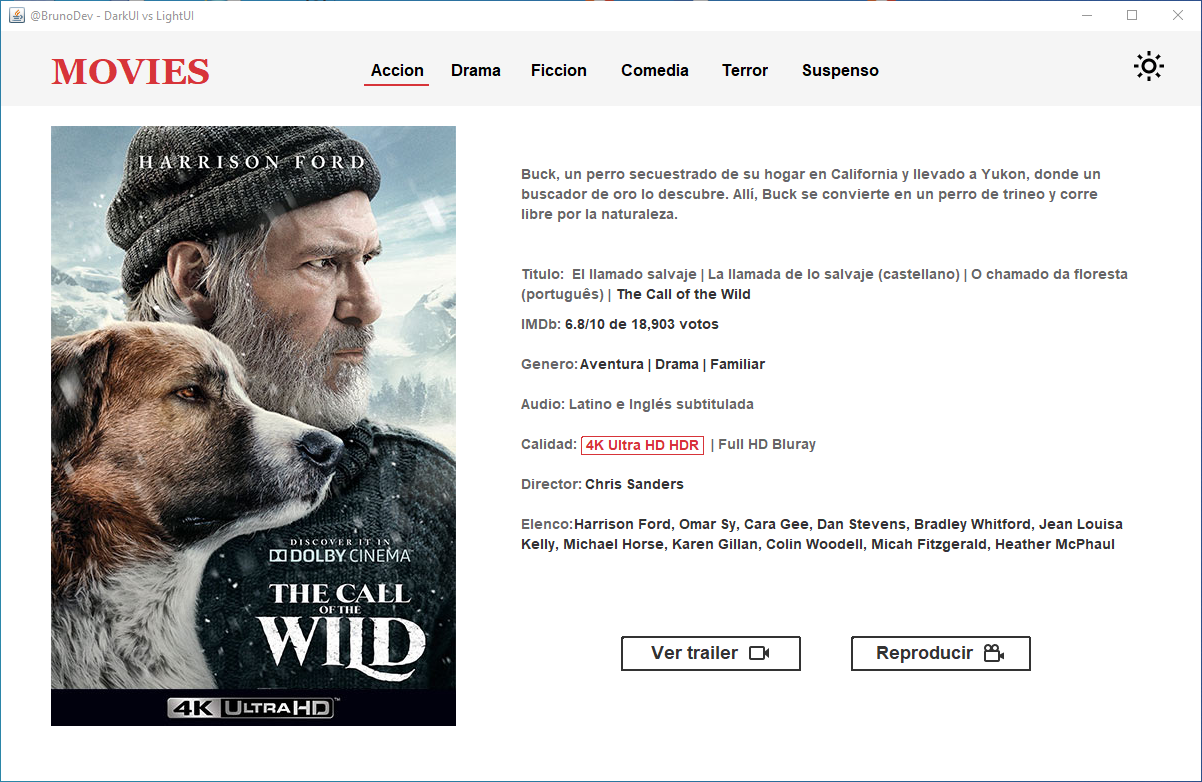 @BrunoDev - DarkUI vs LightUI
MOVIES
Accion Drama Ficcion Comedia Terror Suspenso
HARRISON FORD
DISCOVER IT IN
DOLBY CINEMA
THE CALL
OF THE
WILD
4K ULTRA HD™
Buck, un perro secuestrado de su hogar en California y llevado a Yukon, donde un
buscador de oro lo descubre. Allí, Buck se convierte en un perro de trineo y corre
libre por la naturaleza.
Titulo: El llamado salvaje | La llamada de lo salvaje (castellano) | O chamado da floresta
(português) | The Call of the Wild
IMDb: 6.8/10 de 18,903 votos
Genero: Aventura | Drama | Familiar
Audio: Latino e Inglés subtitulada
Calidad: 4K Ultra HD HDR | Full HD Bluray
Director: Chris Sanders
Elenco:Harrison Ford, Omar Sy, Cara Gee, Dan Stevens, Bradley Whitford, Jean Louisa
Kelly, Michael Horse, Karen Gillan, Colin Woodell, Micah Fitzgerald, Heather McPhaul
Ver trailer
Reproducir